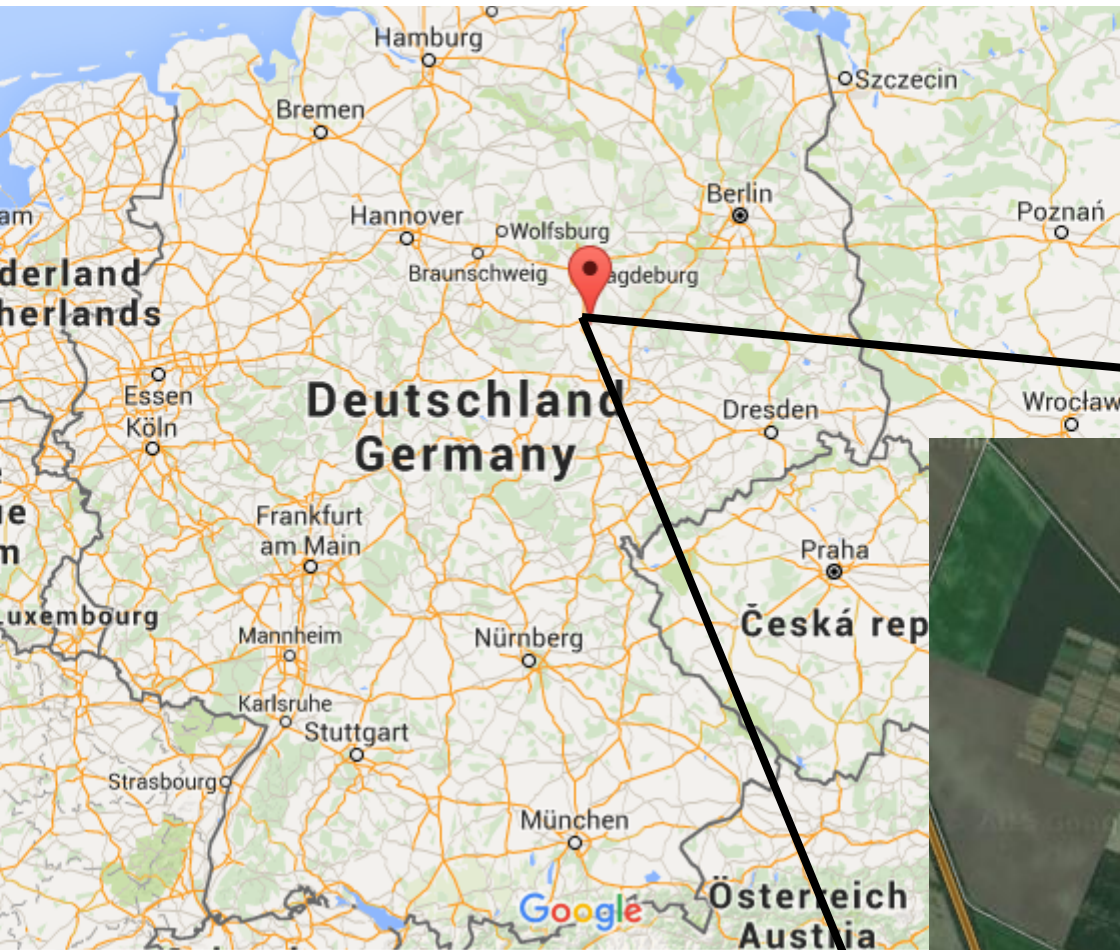 Hamburg
Szczecin
Bremen
Berlin
Hannover
Wolfsburg
Poznań
am
Braunschweig
agdeburg
derland
herlands
Essen
Köln
Deutschland
Germany
Dresden
Wrocław
e
m
Frankfurt
am Main
Praha
Luxembourg
Česká rep
Mannheim
Nürnberg
Karlsruhe
Stuttgart
Strasbourg
München
Österreich
Austria
Google